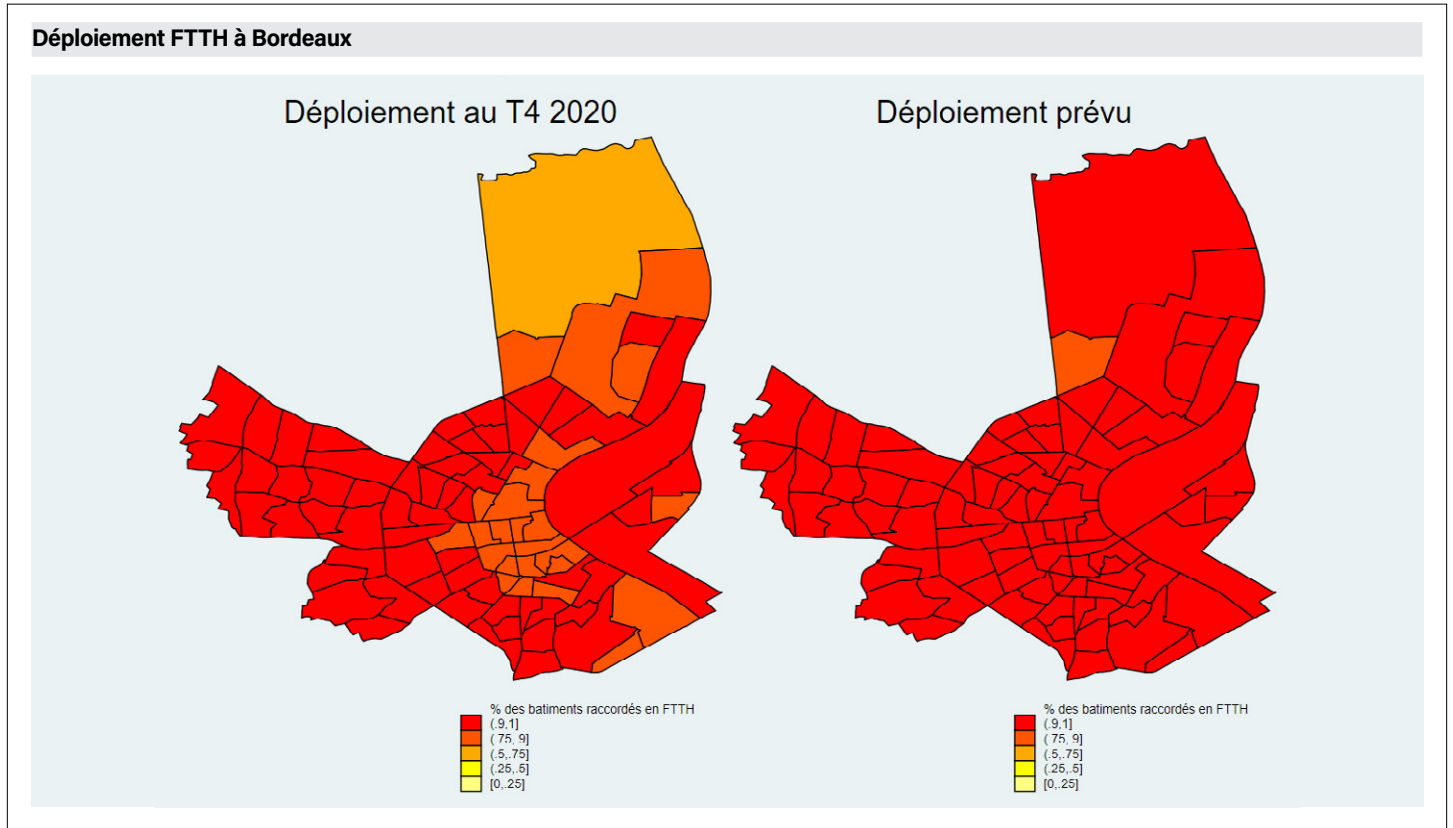 Déploiement FTTH à Bordeaux
Déploiement au T4 2020
Déploiement prévu
% des batiments raccordés en FTTH
(.9,1]
(.75,.9]
(.5,.75]
(.25,.5]
[0,.25]
% des batiments raccordés en FTTH
(.9,1]
(.75,.9]
(.5,.75]
(.25,.5]
[0,.25]